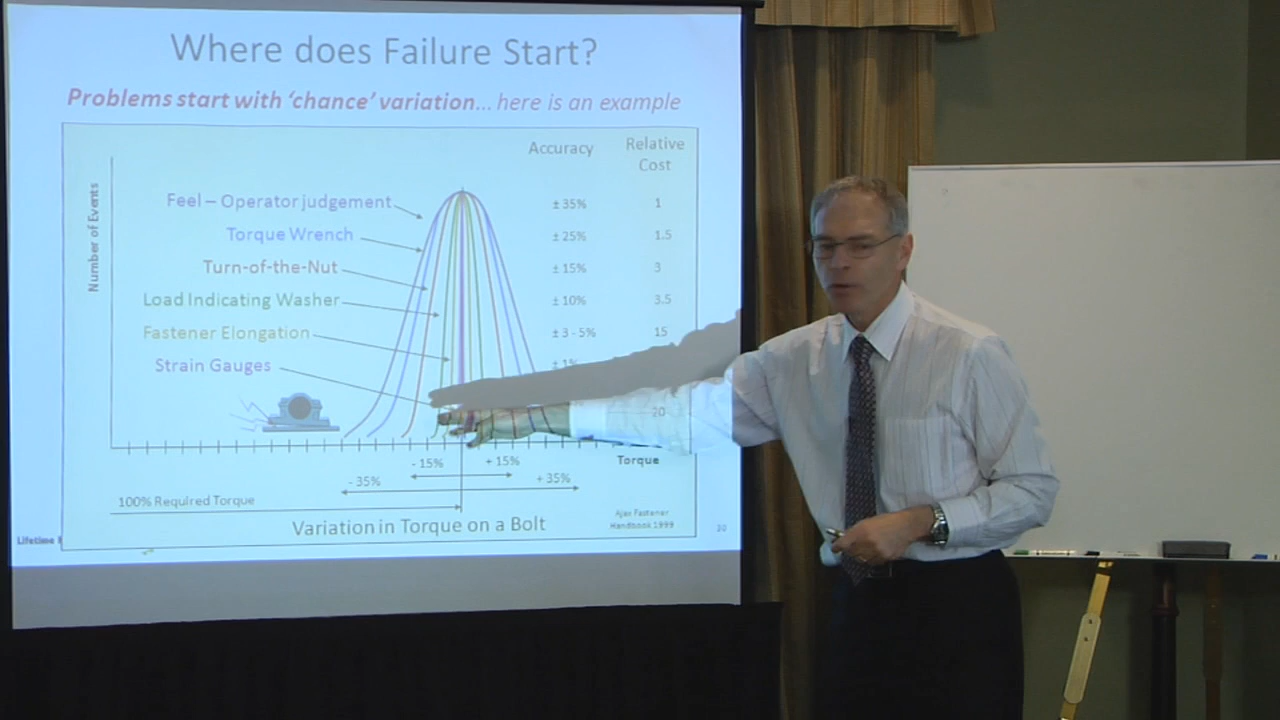 Where does Failure Start?
Problems start with ‘chance’ variation... here is an example
Accuracy
Relative
Cost
Number of Events
Feel – Operator judgement
± 35%
1
Torque Wrench
± 25%
1.5
Turn-of-the-Nut
± 15%
3
Load Indicating Washer
± 10%
3.5
Fastener Elongation
± 3 - 5%
15
Strain Gauges
± 1%
20
Torque
- 15%
+ 15%
- 35%
+ 35%
100% Required Torque
Variation in Torque on a Bolt
Ajax Fastener
Handbook 1999
20
Lifetime